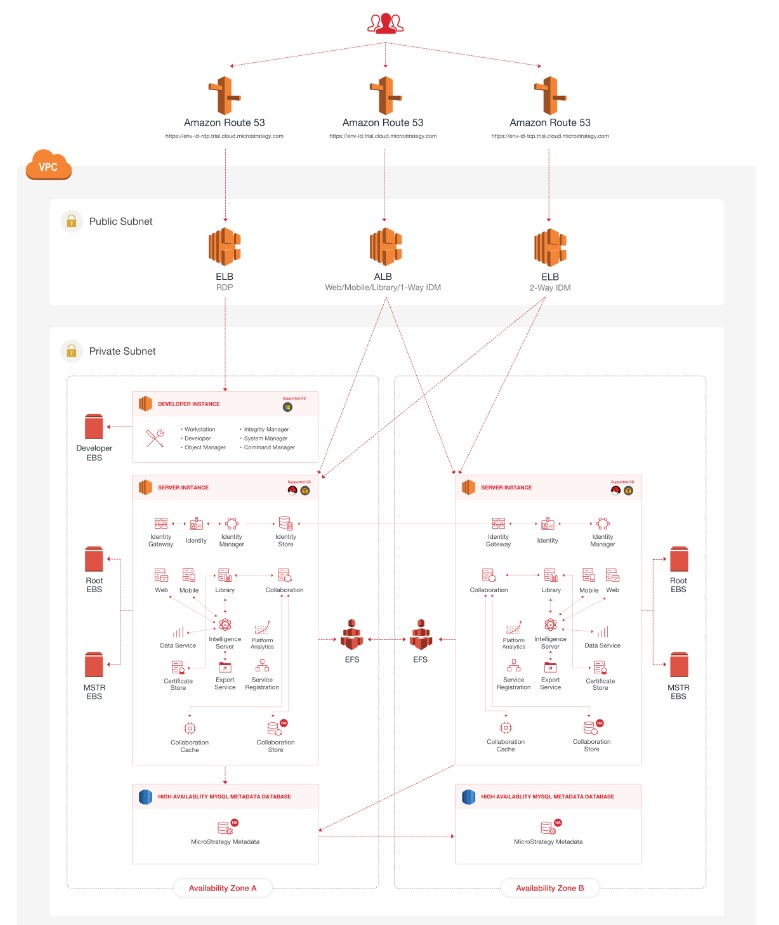 Amazon Route 53
https://env-id-rdp.trial.cloud.microstrategy.com
Amazon Route 53
https://env-id.trial.cloud.microstrategy.com
Amazon Route 53
https://env-id-tcp.trial.cloud.microstrategy.com
VPC
Public Subnet
ELB
RDP
ALB
Web/Mobile/Library/1-Way IDM
ELB
2-Way IDM
Private Subnet
DEVELOPER INSTANCE
Supported OS
• Workstation
• Developer
• Object Manager
• Integrity Manager
• System Manager
• Command Manager
Developer
EBS
SERVER INSTANCE
Supported OS
Identity
Gateway
Identity
Identity
Manager
Identity
Store
Web
Mobile
Library
Collaboration
Data Service
Intelligence
Server
Platform
Analytics
Certificate
Store
Export
Service
Service
Registration
Collaboration
Cache
HA
Collaboration
Store
Root
EBS
MSTR
EBS
EFS
EFS
SERVER INSTANCE
Supported OS
Identity
Gateway
Identity
Identity
Manager
Collaboration
Library
Mobile
Web
Platform
Analytics
Intelligence
Server
Data Service
Service
Registration
Export
Service
Certificate
Store
Collaboration
Cache
HA
Collaboration
Store
Root
EBS
MSTR
EBS
HIGH AVAILABLITY MYSQL METADATA DATABASE
HA
MicroStrategy Metadata
HIGH AVAILABLITY MYSQL METADATA DATABASE
HA
MicroStrategy Metadata
Availability Zone A
Availability Zone B